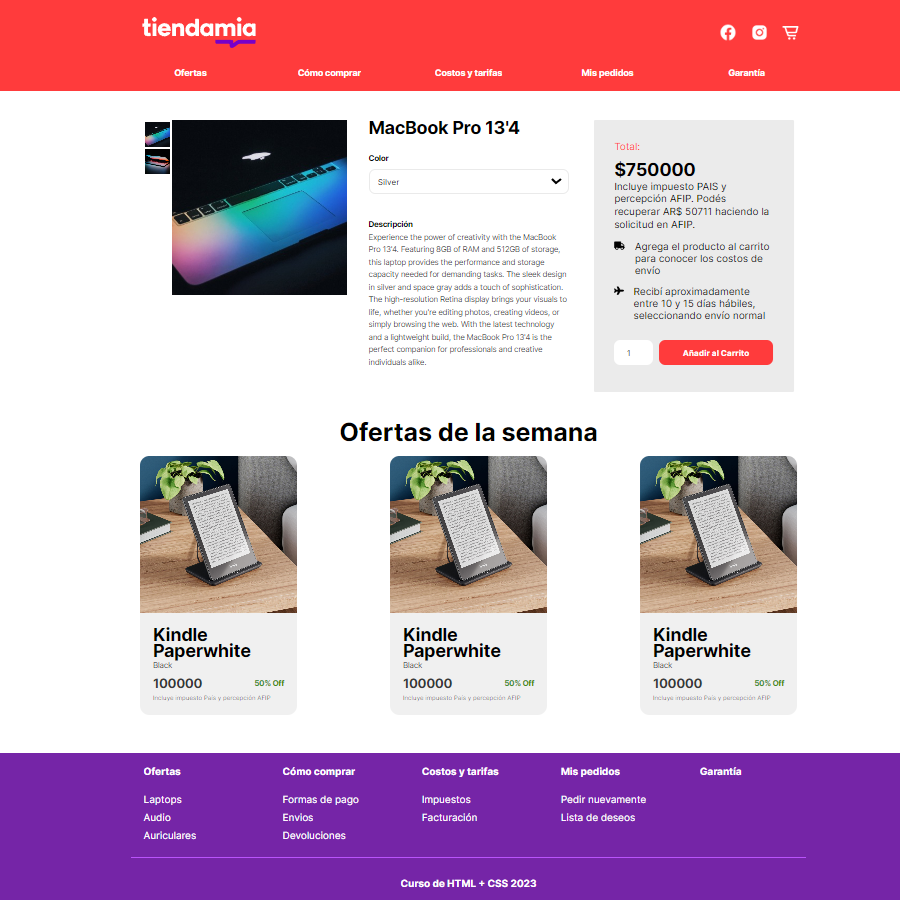 tiendamia
Ofertas
Cómo comprar
Costos y tarifas
Mis pedidos
Garantía
MacBook Pro 13'4
Color
Silver
Descripción
Experience the power of creativity with the MacBook
Pro 13'4. Featuring 8GB of RAM and 512GB of storage,
this laptop provides the performance and storage
capacity needed for demanding tasks. The sleek design
in silver and space gray adds a touch of sophistication.
The high-resolution Retina display brings your visuals to
life, whether you're editing photos, creating videos, or
simply browsing the web. With the latest technology
and a lightweight build, the MacBook Pro 13'4 is the
perfect companion for professionals and creative
individuals alike.
Total:
$750000
Incluye impuesto PAIS y
percepción AFIP. Podés
recuperar AR$ 50711 haciendo la
solicitud en AFIP.
Agrega el producto al carrito
para conocer los costos de
envío
Recibí aproximadamente
entre 10 y 15 días hábiles,
seleccionando envío normal
1
Añadir al Carrito
Ofertas de la semana
Kindle
Paperwhite
Black
100000
50% Off
Incluye impuesto País y percepción AFIP
Kindle
Paperwhite
Black
100000
50% Off
Incluye impuesto País y percepción AFIP
Kindle
Paperwhite
Black
100000
50% Off
Incluye impuesto País y percepción AFIP
Ofertas
Laptops
Audio
Auriculares
Cómo comprar
Formas de pago
Envios
Devoluciones
Costos y tarifas
Impuestos
Facturación
Mis pedidos
Pedir nuevamente
Lista de deseos
Garantía
Curso de HTML + CSS 2023